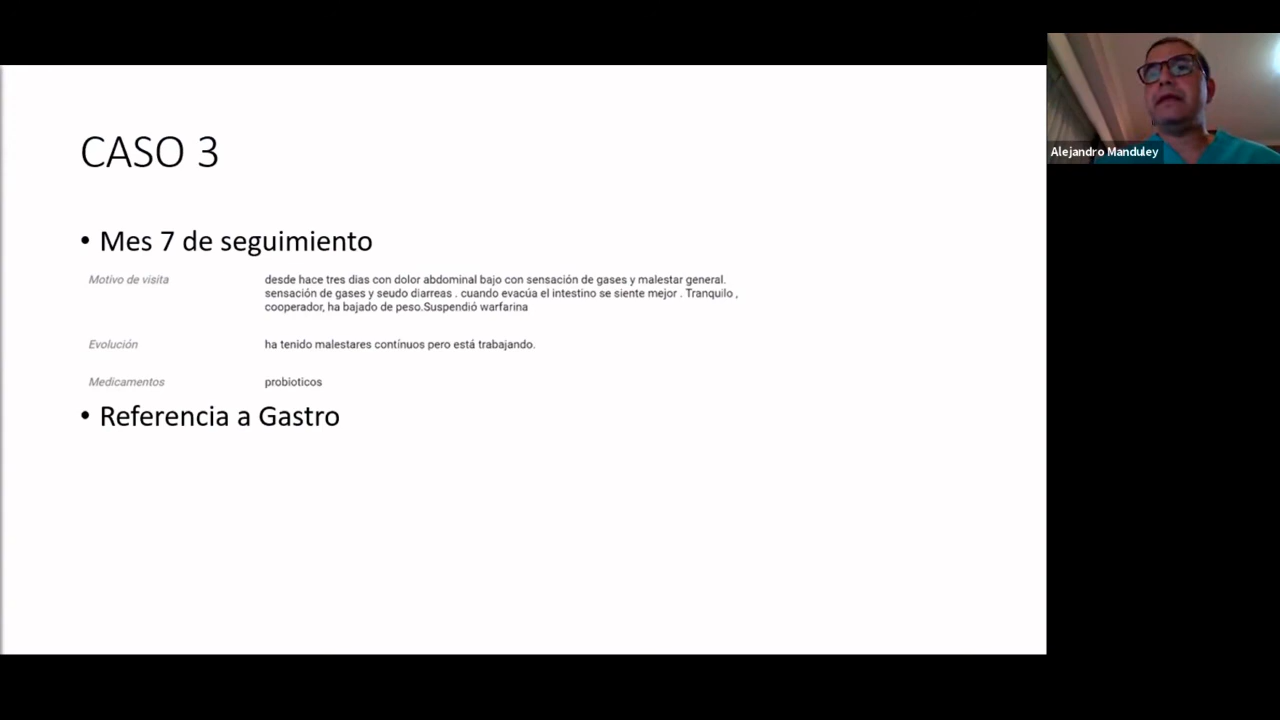 CASO 3
• Mes 7 de seguimiento
Motivo de visita
desde hace tres dias con dolor abdominal bajo con sensación de gases y malestar general.
sensación de gases y seudo diarreas . cuando evacúa el intestino se siente mejor . Tranquilo ,
cooperador, ha bajado de peso.Suspendió warfarina
Evolución
ha tenido malestares contínuos pero está trabajando.
Medicamentos
probioticos
• Referencia a Gastro
Alejandro Manduley